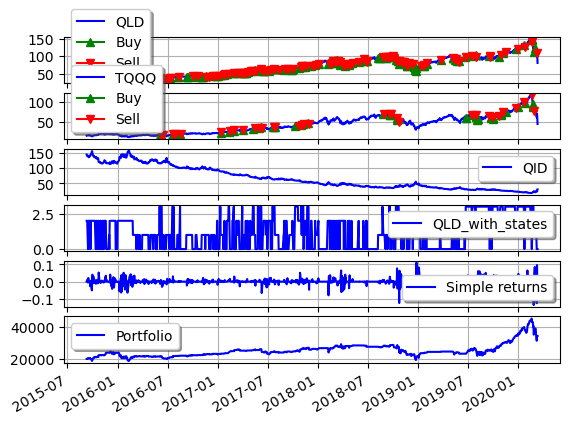 QLD
Buy
Sell
TQQQ
Buy
Sell
150
100
50
100
50
150
100
50
QID
2.5
0.0
QLD_with_states
0.1
0.0
−0.1
Simple returns
40000
20000
Portfolio
2015-07
2016-01
2016-07
2017-01
2017-07
2018-01
2018-07
2019-01
2019-07
2020-01